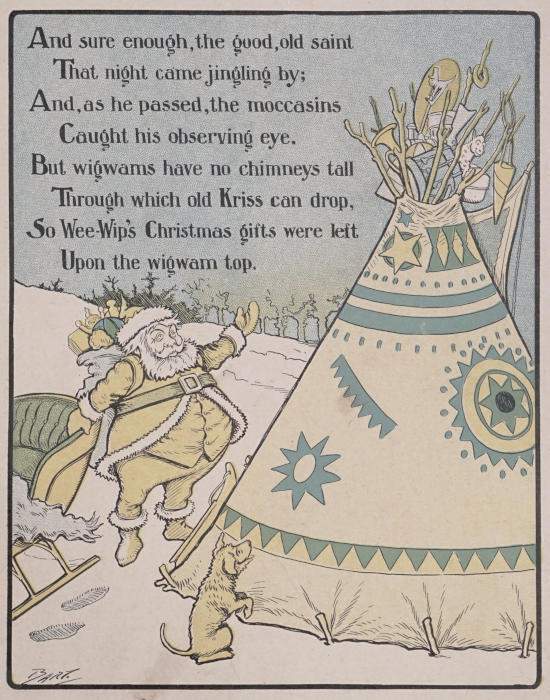 And sure enough, the good, old saint
That night came jingling by;
And, as he passed, the moccasins
Caught his observing eye.
But wigwams have no chimneys tall
Through which old Kriss can drop,
So Wee-Wip's Christmas gifts were left
Upon the wigwam top.
BART.